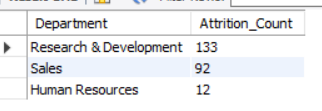 Department Attrition_Count
Research & Development 133
Sales 92
Human Resources 12